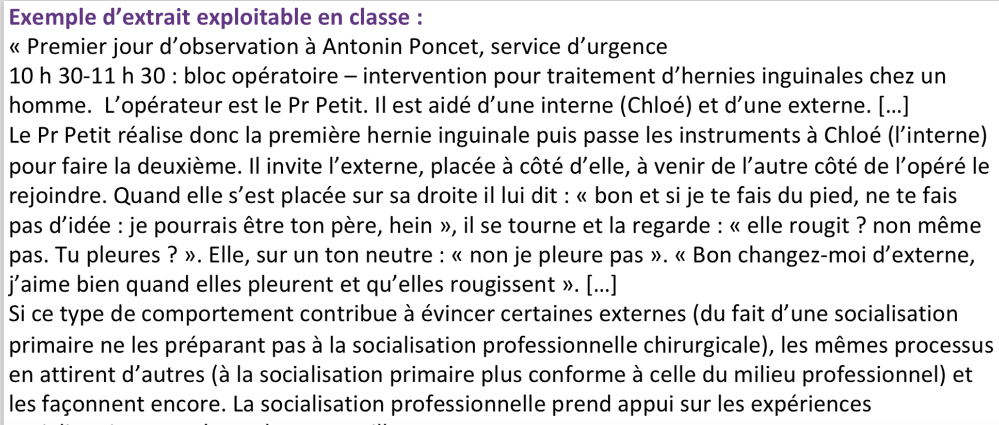 Exemple d’extrait exploitable en classe :
« Premier jour d’observation à Antonin Poncet, service d’urgence
10 h 30-11 h 30 : bloc opératoire – intervention pour traitement d’hernies inguinales chez un
homme.  L’opérateur est le Pr Petit. Il est aidé d’une interne (Chloé) et d’une externe. […]
Le Pr Petit réalise donc la première hernie inguinale puis passe les instruments à Chloé (l’interne)
pour faire la deuxième. Il invite l’externe, placée à côté d’elle, à venir de l’autre côté de l’opéré le
rejoindre. Quand elle s’est placée sur sa droite il lui dit : « bon et si je te fais du pied, ne te fais
pas d’idée : je pourrais être ton père, hein », il se tourne et la regarde : « elle rougit ? non même
pas. Tu pleures ? ». Elle, sur un ton neutre : « non je pleure pas ». « Bon changez-moi d’externe,
j’aime bien quand elles pleurent et qu’elles rougissent ». […]
Si ce type de comportement contribue à évincer certaines externes (du fait d’une socialisation
primaire ne les préparant pas à la socialisation professionnelle chirurgicale), les mêmes processus
en attirent d’autres (à la socialisation primaire plus conforme à celle du milieu professionnel) et
les façonnent encore. La socialisation professionnelle prend appui sur les expériences